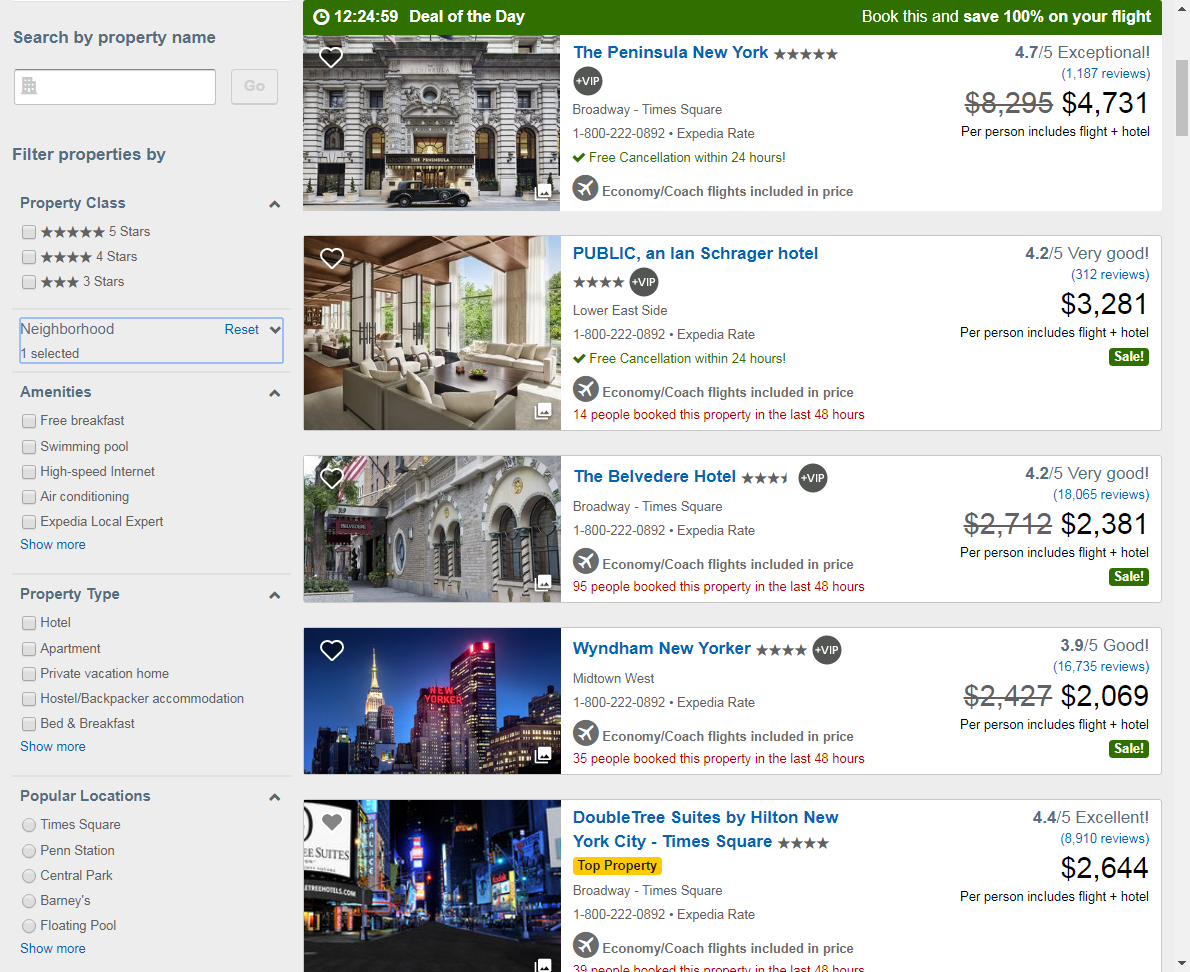 Search by property name
Go
Filter properties by
Property Class
5 Stars
4 Stars
3 Stars
Neighborhood Reset
1 selected
Amenities
Free breakfast
Swimming pool
High-speed Internet
Air conditioning
Expedia Local Expert
Show more
Property Type
Hotel
Apartment
Private vacation home
Hostel/Backpacker accommodation
Bed & Breakfast
Show more
Popular Locations
Times Square
Penn Station
Central Park
Barney's
Floating Pool
Show more
12:24:59 Deal of the Day Book this and save 100% on your flight
THE PENINSULA
The Peninsula New York
+VIP
Broadway - Times Square
1-800-222-0892 • Expedia Rate
Free Cancellation within 24 hours!
Economy/Coach flights included in price
4.7/5 Exceptional!
(1,187 reviews)
$8,295 $4,731
Per person includes flight + hotel
PUBLIC, an Ian Schrager hotel
+VIP
Lower East Side
1-800-222-0892 • Expedia Rate
Free Cancellation within 24 hours!
Economy/Coach flights included in price
14 people booked this property in the last 48 hours
4.2/5 Very good!
(312 reviews)
$3,281
Per person includes flight + hotel
Sale!
BELVEDERE
The Belvedere Hotel +VIP
Broadway - Times Square
1-800-222-0892 • Expedia Rate
Economy/Coach flights included in price
95 people booked this property in the last 48 hours
4.2/5 Very good!
(18,065 reviews)
$2,712 $2,381
Per person includes flight + hotel
Sale!
NEW
YORKER
Wyndham New Yorker +VIP
Midtown West
1-800-222-0892 • Expedia Rate
Economy/Coach flights included in price
35 people booked this property in the last 48 hours
3.9/5 Good!
(16,735 reviews)
$2,427 $2,069
Per person includes flight + hotel
Sale!
EE SUITES
PALACE
Kodak
ETREEHOTELS.COM
DoubleTree Suites by Hilton New
York City - Times Square
Top Property
Broadway - Times Square
1-800-222-0892 • Expedia Rate
Economy/Coach flights included in price
39 people booked this property in the last 48 hours
4.4/5 Excellent!
(8,910 reviews)
$2,644
Per person includes flight + hotel